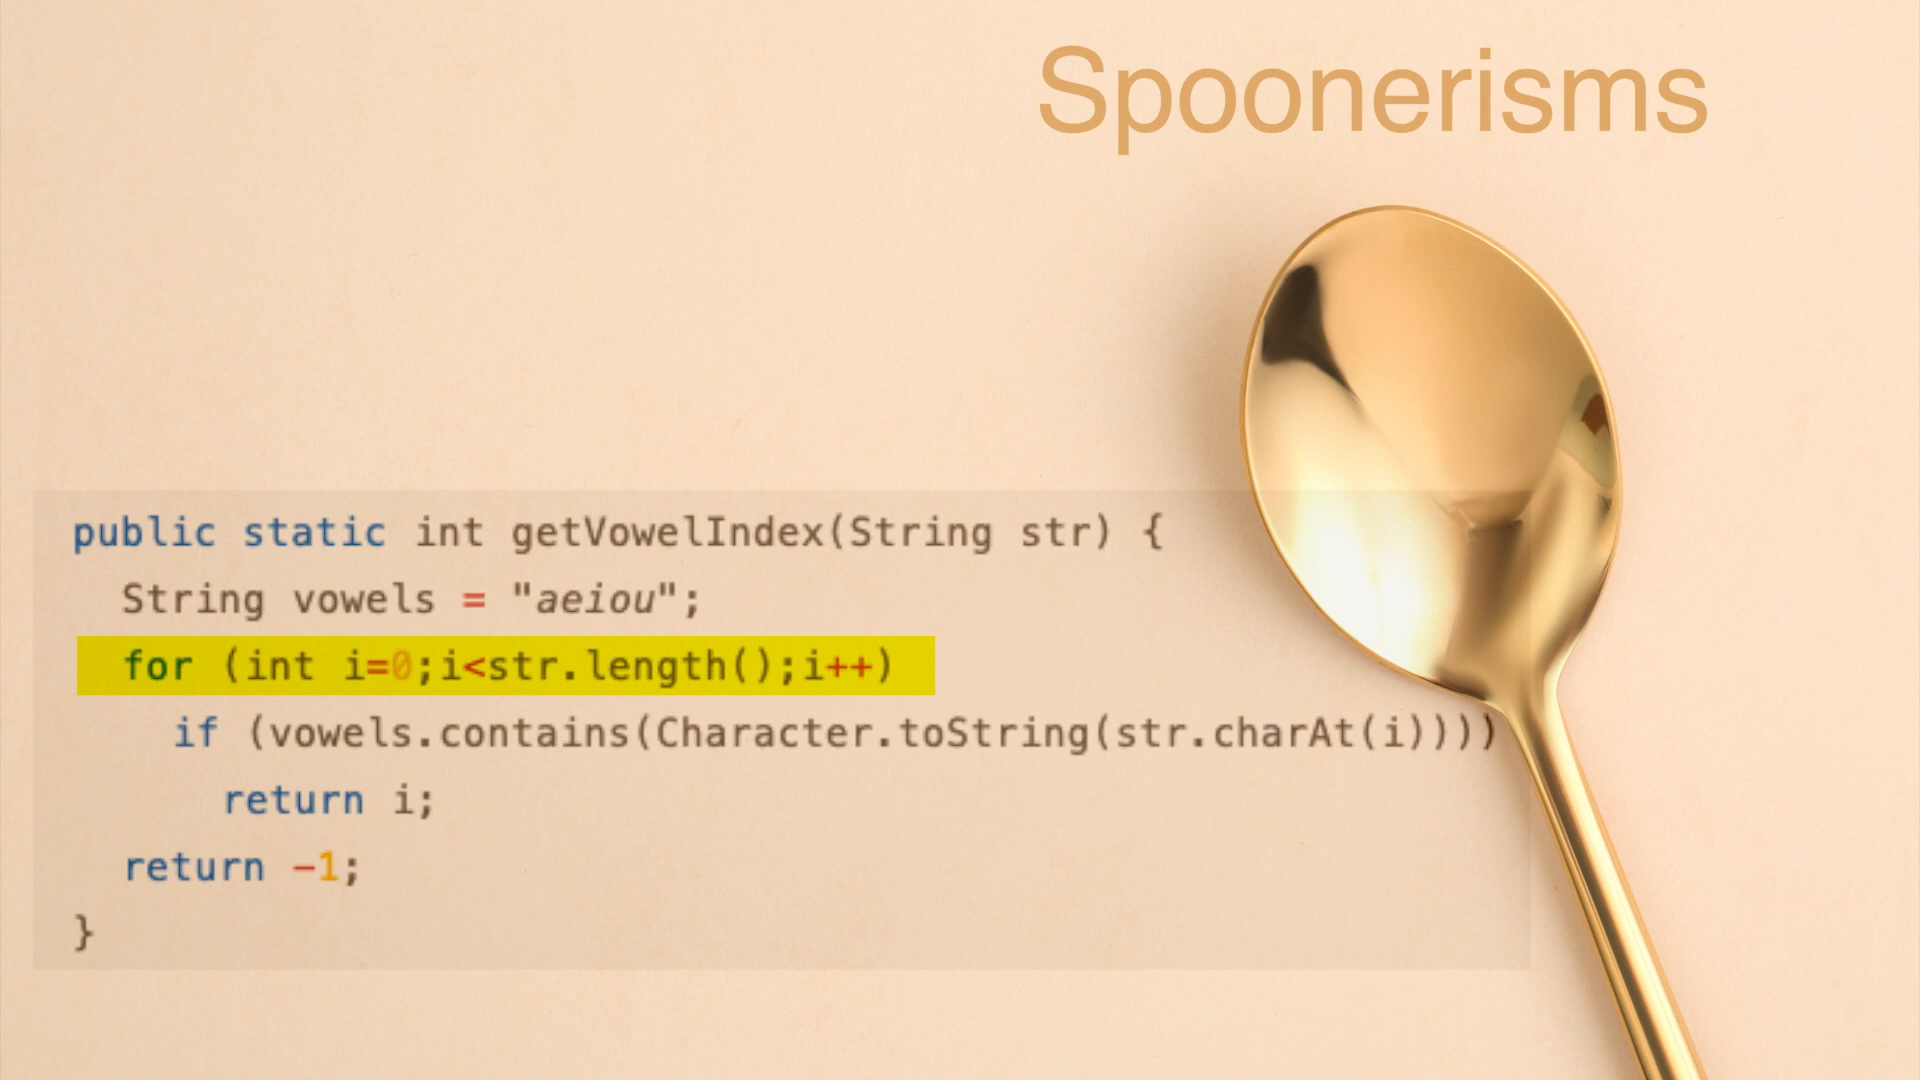 Spoonerisms
public static int getVowelIndex(String str) {
String vowels = "aeiou";
for (int i=0;i<str.length();i++)
if (vowels.contains(Character.toString(str.charAt(i))))
return i;
return -1;
}